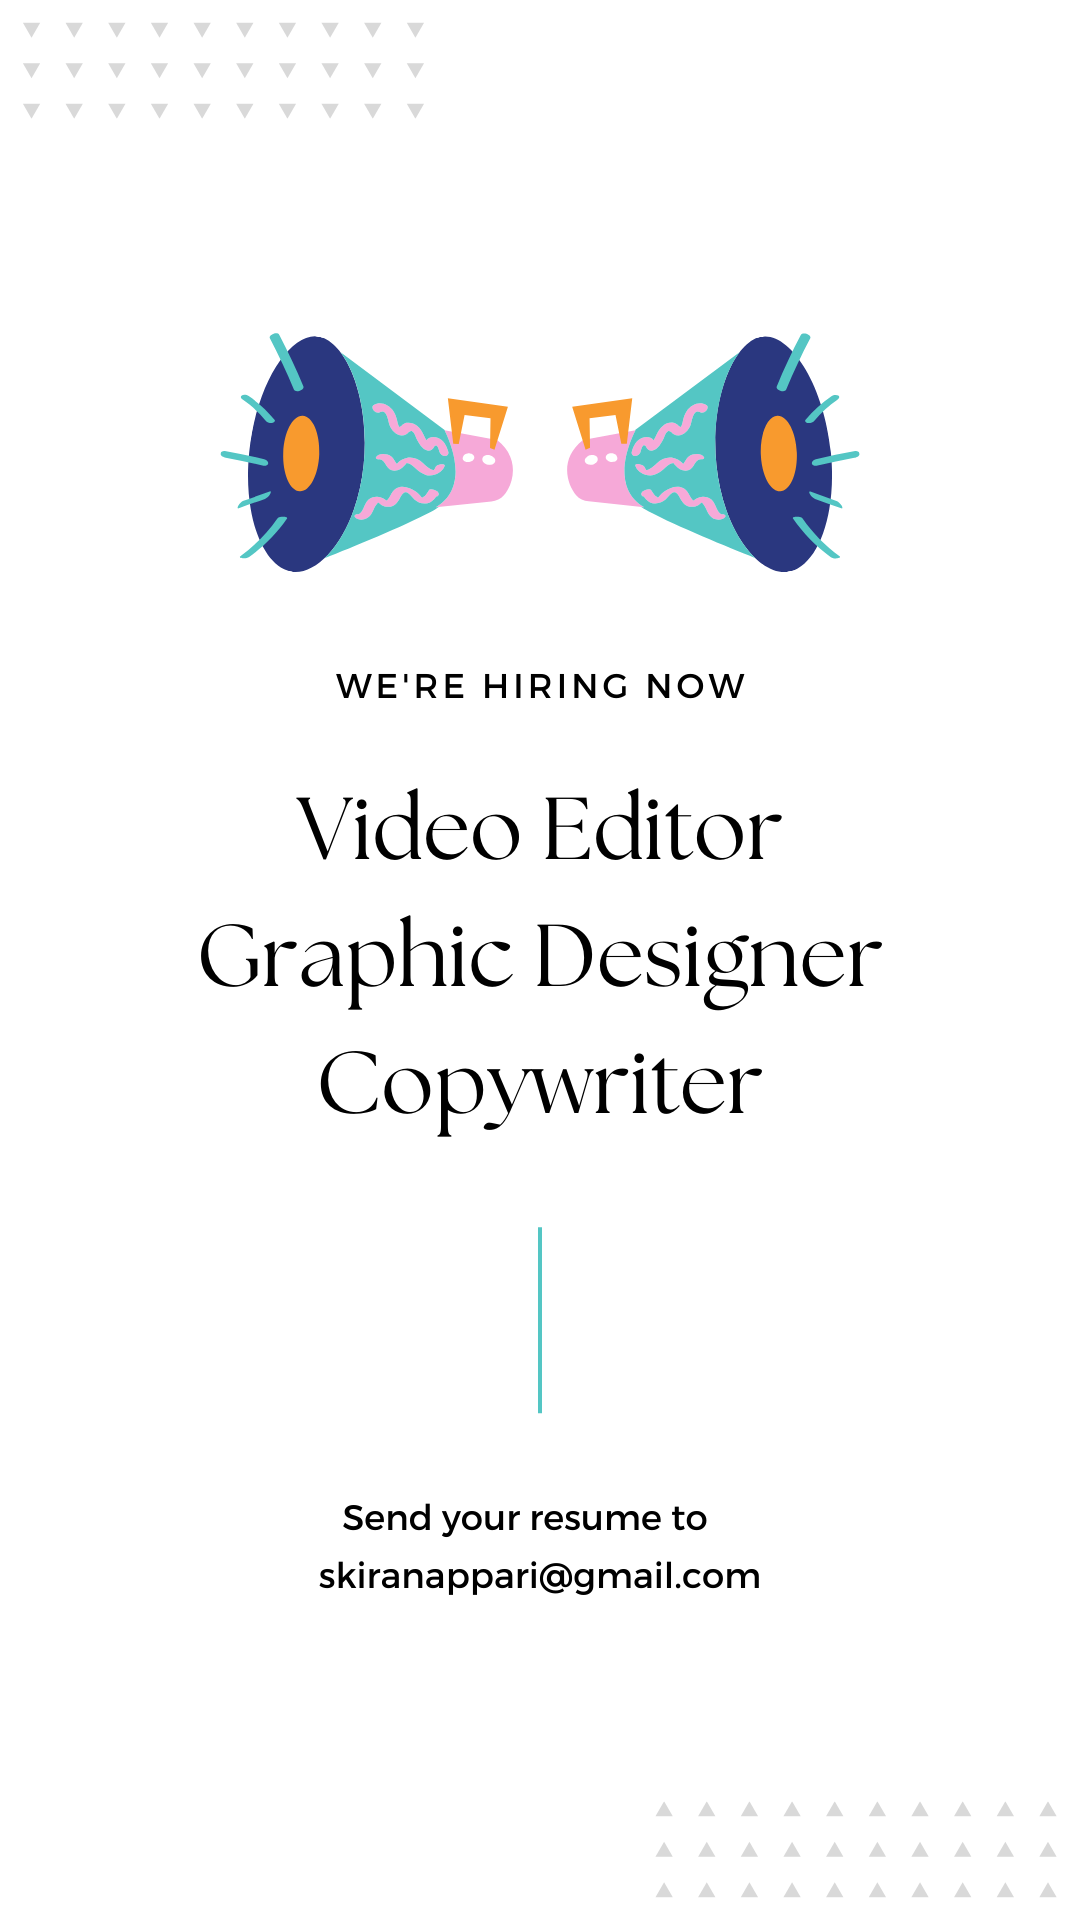 WE'RE HIRING NOW
Video Editor
Graphic Designer
Copywriter
Send your resume to
skiranappari@gmail.com